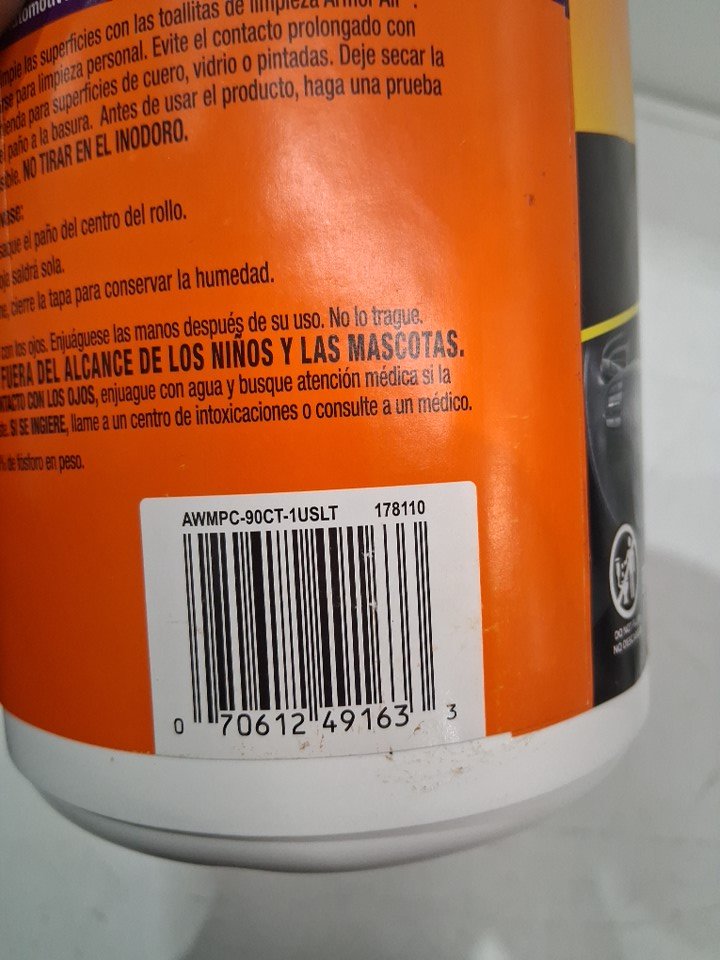 las superficies con las toallitas de limpieza Armor All®.
para limpieza personal. Evite el contacto prolongado con
para superficies de cuero, vidrio o pintadas. Deje secar la
paño a la basura. Antes de usar el producto, haga una prueba
NO TIRAR EN EL INODORO.
el paño del centro del rollo.
saldrá sola.
cierre la tapa para conservar la humedad.
con los ojos. Enjuáguese las manos después de su uso. No lo trague.
FUERA DEL ALCANCE DE LOS NIÑOS Y LAS MASCOTAS.
CON LOS OJOS, enjuague con agua y busque atención médica si la
SI SE INGIERE, llame a un centro de intoxicaciones o consulte a un médico.
de fósforo en peso.
AWMPC-90CT-1USLT 178110
0 70612 49163 3
DO NOT